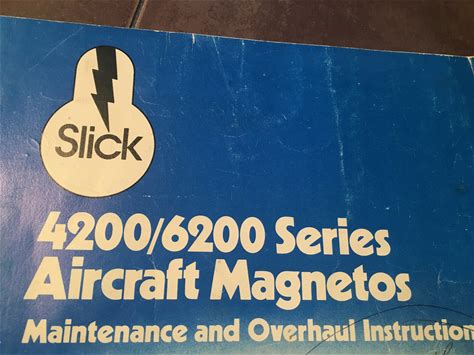 Slick
4200/6200 Series
Aircraft Magnetos
Maintenance and Overhaul Instruction